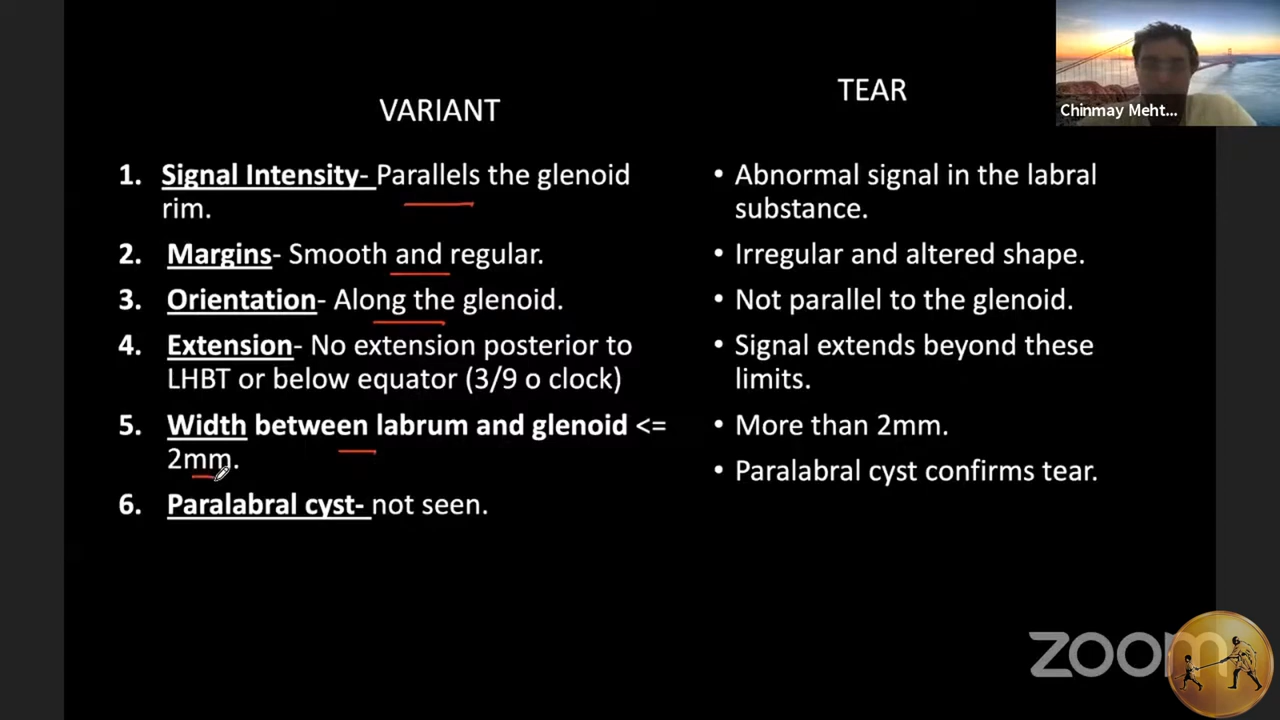 VARIANT
1. Signal Intensity- Parallels the glenoid
rim.
2. Margins- Smooth and regular.
3. Orientation- Along the glenoid.
4. Extension- No extension posterior to
LHBT or below equator (3/9 o clock)
5. Width between labrum and glenoid <=
2mm.
6. Paralabral cyst- not seen.
TEAR
• Abnormal signal in the labral
substance.
• Irregular and altered shape.
• Not parallel to the glenoid.
• Signal extends beyond these
limits.
• More than 2mm.
• Paralabral cyst confirms tear.
Chinmay Meht...
zoom